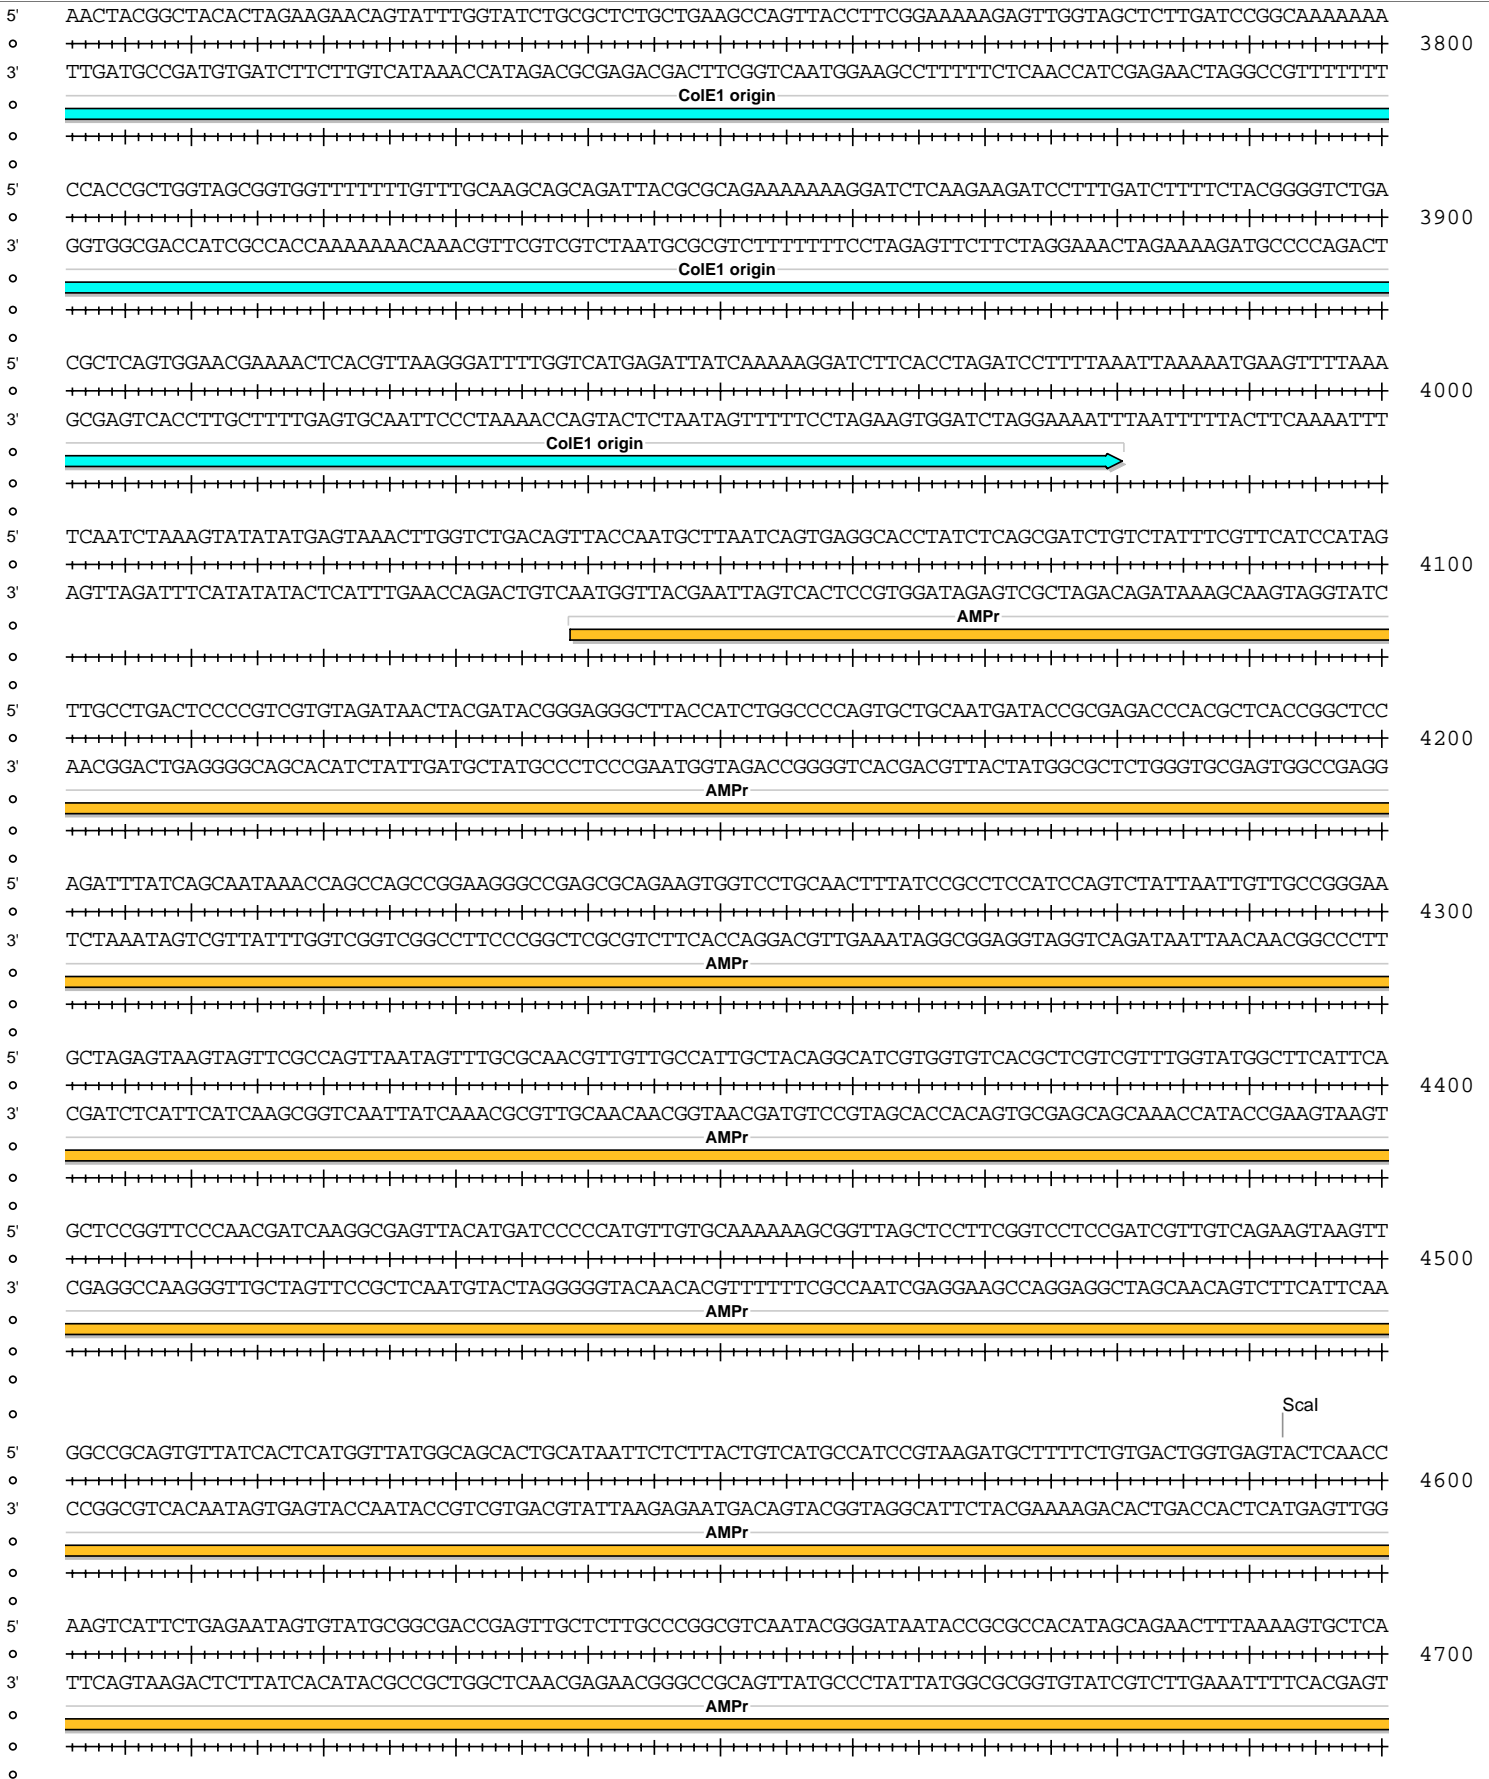 5' AACTACGGCTACACTAGAAGAACAGTATTTGGTATCTGCGCTCTGCTGAAGCCAGTTACCTTCGGAAAAAGAGTTGGTAGCTCTTGATCCGGCAAAAAAA
3800
3' TTGATGCCGATGTGATCTTCTTGTCATAAACCATAGACGCGAGACGACTTCGGTCAATGGAAGCCTTTTTCTCAACCATCGAGAACTAGGCCGTTTTTTT
ColE1 origin
5' CCACCGCTGGTAGCGGTGGTTTTTTTGTTTGCAAGCAGCAGATTACGCGCAGAAAAAAAGGATCTCAAGAAGATCCTTTGATCTTTTCTACGGGGTCTGA
3900
3' GGTGGCGACCATCGCCACCAAAAAAACAAACGTTCGTCGTCTAATGCGCGTCTTTTTTTCCTAGAGTTCTTCTAGGAAACTAGAAAAGATGCCCCAGACT
ColE1 origin
5' CGCTCAGTGGAACGAAAACTCACGTTAAGGGATTTTGGTCATGAGATTATCAAAAAGGATCTTCACCTAGATCCTTTTAAATTAAAAATGAAGTTTTAAA
4000
3' GCGAGTCACCTTGCTTTTGAGTGCAATTCCCTAAAACCAGTACTCTAATAGTTTTTCCTAGAAGTGGATCTAGGAAAATTTAATTTTTACTTCAAAATTT
ColE1 origin
5' TCAATCTAAAGTATATATGAGTAAACTTGGTCTGACAGTTACCAATGCTTAATCAGTGAGGCACCTATCTCAGCGATCTGTCTATTTCGTTCATCCATAG
4100
3' AGTTAGATTTCATATATACTCATTTGAACCAGACTGTCAATGGTTACGAATTAGTCACTCCGTGGATAGAGTCGCTAGACAGATAAAGCAAGTAGGTATC
AMPr
5' TTGCCTGACTCCCCGTCGTGTAGATAACTACGATACGGGAGGGCTTACCATCTGGCCCCAGTGCTGCAATGATACCGCGAGACCCACGCTCACCGGCTCC
4200
3' AACGGACTGAGGGGCAGCACATCTATTGATGCTATGCCCTCCCGAATGGTAGACCGGGGTCACGACGTTACTATGGCGCTCTGGGTGCGAGTGGCCGAGG
AMPr
5' AGATTTATCAGCAATAAACCAGCCAGCCGGAAGGGCCGAGCGCAGAAGTGGTCCTGCAACTTTATCCGCCTCCATCCAGTCTATTAATTGTTGCCGGGAA
4300
3' TCTAAATAGTCGTTATTTGGTCGGTCGGCCTTCCCGGCTCGCGTCTTCACCAGGACGTTGAAATAGGCGGAGGTAGGTCAGATAATTAACAACGGCCCTT
AMPr
5' GCTAGAGTAAGTAGTTCGCCAGTTAATAGTTTGCGCAACGTTGTTGCCATTGCTACAGGCATCGTGGTGTCACGCTCGTCGTTTGGTATGGCTTCATTCA
4400
3' CGATCTCATTCATCAAGCGGTCAATTATCAAACGCGTTGCAACAACGGTAACGATGTCCGTAGCACCACAGTGCGAGCAGCAAACCATACCGAAGTAAGT
AMPr
5' GCTCCGGTTCCCAACGATCAAGGCGAGTTACATGATCCCCCATGTTGTGCAAAAAAGCGGTTAGCTCCTTCGGTCCTCCGATCGTTGTCAGAAGTAAGTT
4500
3' CGAGGCCAAGGGTTGCTAGTTCCGCTCAATGTACTAGGGGGTACAACACGTTTTTTCGCCAATCGAGGAAGCCAGGAGGCTAGCAACAGTCTTCATTCAA
AMPr
ScaI
5' GGCCGCAGTGTTATCACTCATGGTTATGGCAGCACTGCATAATTCTCTTACTGTCATGCCATCCGTAAGATGCTTTTCTGTGACTGGTGAGTACTCAACC
4600
3' CCGGCGTCACAATAGTGAGTACCAATACCGTCGTGACGTATTAAGAGAATGACAGTACGGTAGGCATTCTACGAAAAGACACTGACCACTCATGAGTTGG
AMPr
5' AAGTCATTCTGAGAATAGTGTATGCGGCGACCGAGTTGCTCTTGCCCGGCGTCAATACGGGATAATACCGCGCCACATAGCAGAACTTTAAAAGTGCTCA
4700
3' TTCAGTAAGACTCTTATCACATACGCCGCTGGCTCAACGAGAACGGGCCGCAGTTATGCCCTATTATGGCGCGGTGTATCGTCTTGAAATTTTCACGAGT
AMPr